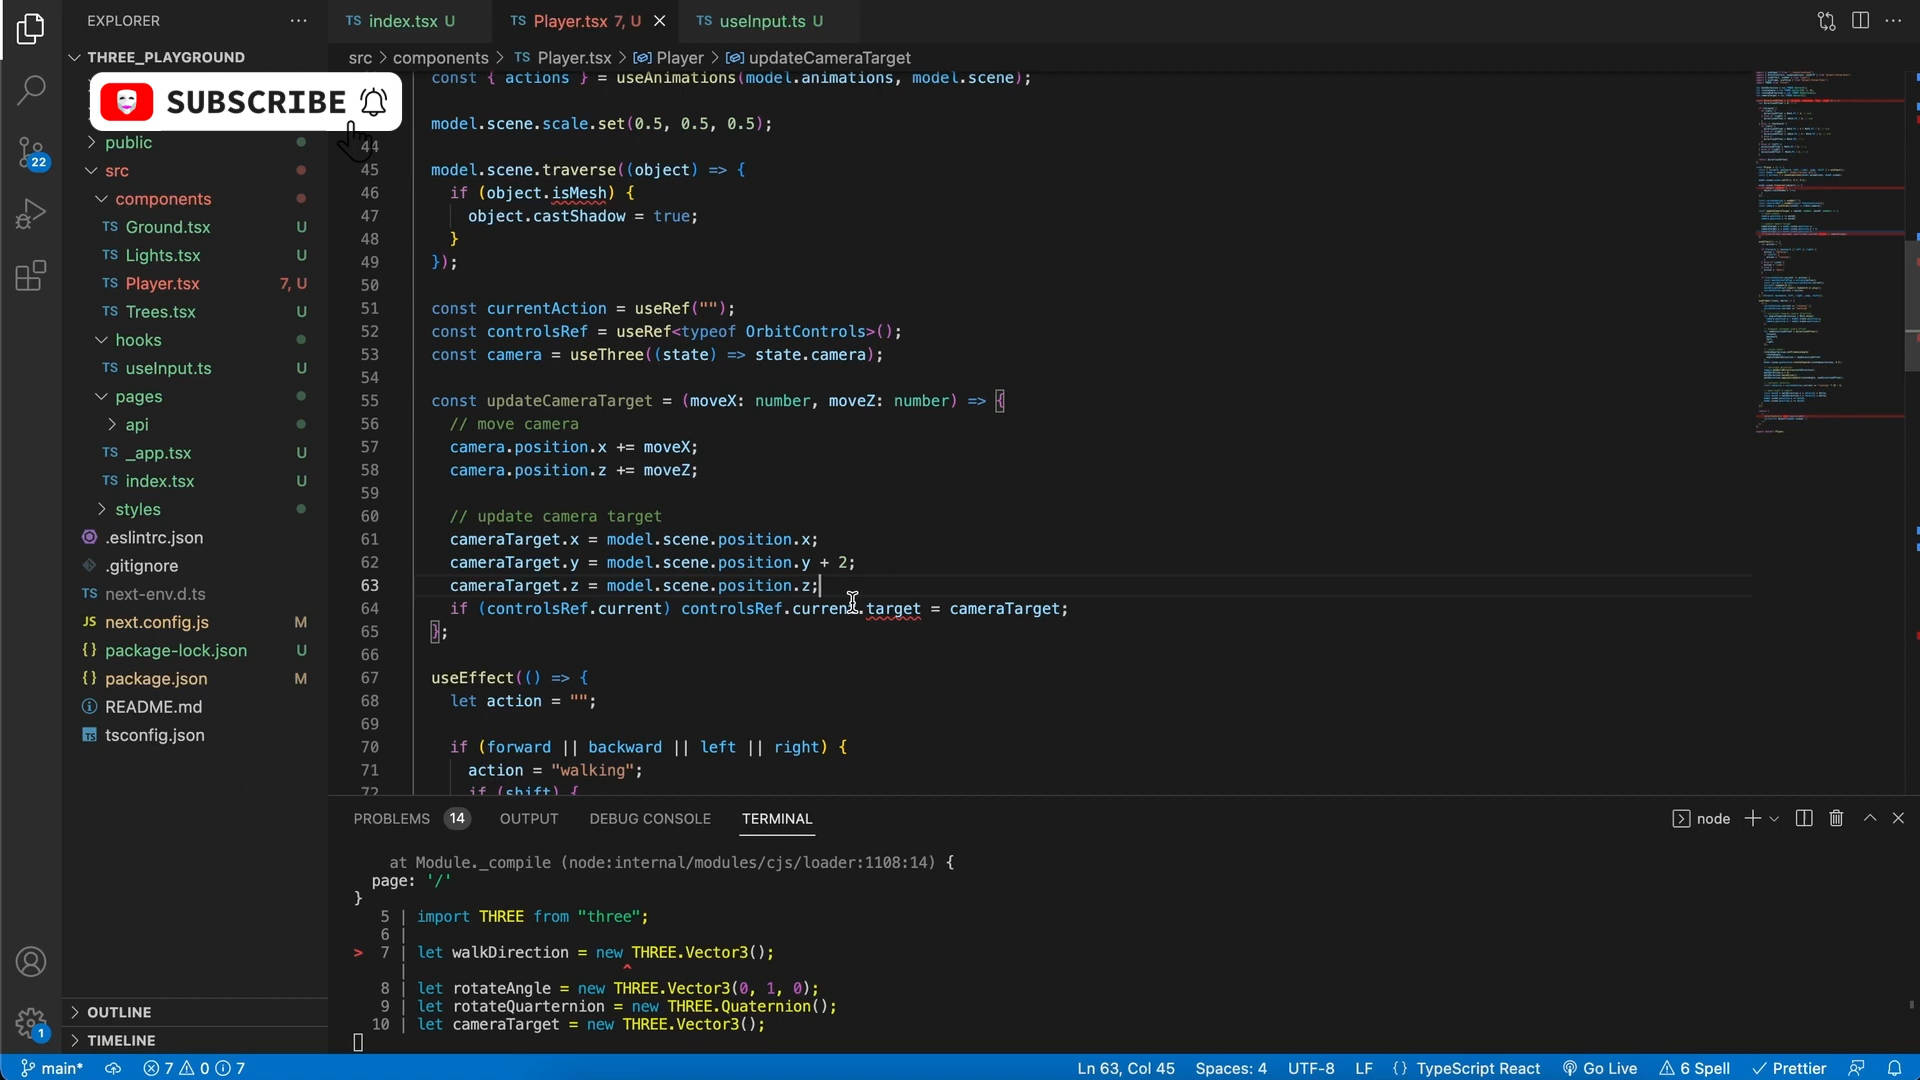 EXPLORER
index.tsx U
Player.tsx 7, U
useInput.ts U
THREE_PLAYGROUND
src > components > Player.tsx > Player > updateCameraTarget
SUBSCRIBE
public
src
components
Ground.tsx U
Lights.tsx U
Player.tsx 7, U
Trees.tsx U
hooks
useInput.ts U
pages
api
_app.tsx U
index.tsx U
styles
.eslintrc.json
.gitignore
next-env.d.ts
next.config.js M
package-lock.json U
package.json M
README.md
tsconfig.json
OUTLINE
TIMELINE
22
1
const { actions } = useAnimations(model.animations, model.scene);
model.scene.scale.set(0.5, 0.5, 0.5);
44
45 model.scene.traverse((object) => {
46 if (object.isMesh) {
47 object.castShadow = true;
48 }
49 });
50
51 const currentAction = useRef("");
52 const controlsRef = useRef<typeof OrbitControls>();
53 const camera = useThree((state) => state.camera);
54
55 const updateCameraTarget = (moveX: number, moveZ: number) => {
56 // move camera
57 camera.position.x += moveX;
58 camera.position.z += moveZ;
59
60 // update camera target
61 cameraTarget.x = model.scene.position.x;
62 cameraTarget.y = model.scene.position.y + 2;
63 cameraTarget.z = model.scene.position.z;
64 if (controlsRef.current) controlsRef.current.target = cameraTarget;
65 };
66
67 useEffect(() => {
68 let action = "";
69
70 if (forward || backward || left || right) {
71 action = "walking";
72 if (shift) {
PROBLEMS 14 OUTPUT DEBUG CONSOLE TERMINAL
node
at Module._compile (node:internal/modules/cjs/loader:1108:14) {
page: '/'
}
5 | import THREE from "three";
6 |
> 7 | let walkDirection = new THREE.Vector3();
| ^
8 | let rotateAngle = new THREE.Vector3(0, 1, 0);
9 | let rotateQuarternion = new THREE.Quaternion();
10 | let cameraTarget = new THREE.Vector3();
main* 7 0 7
Ln 63, Col 45 Spaces: 4 UTF-8 LF {} TypeScript React Go Live 6 Spell Prettier